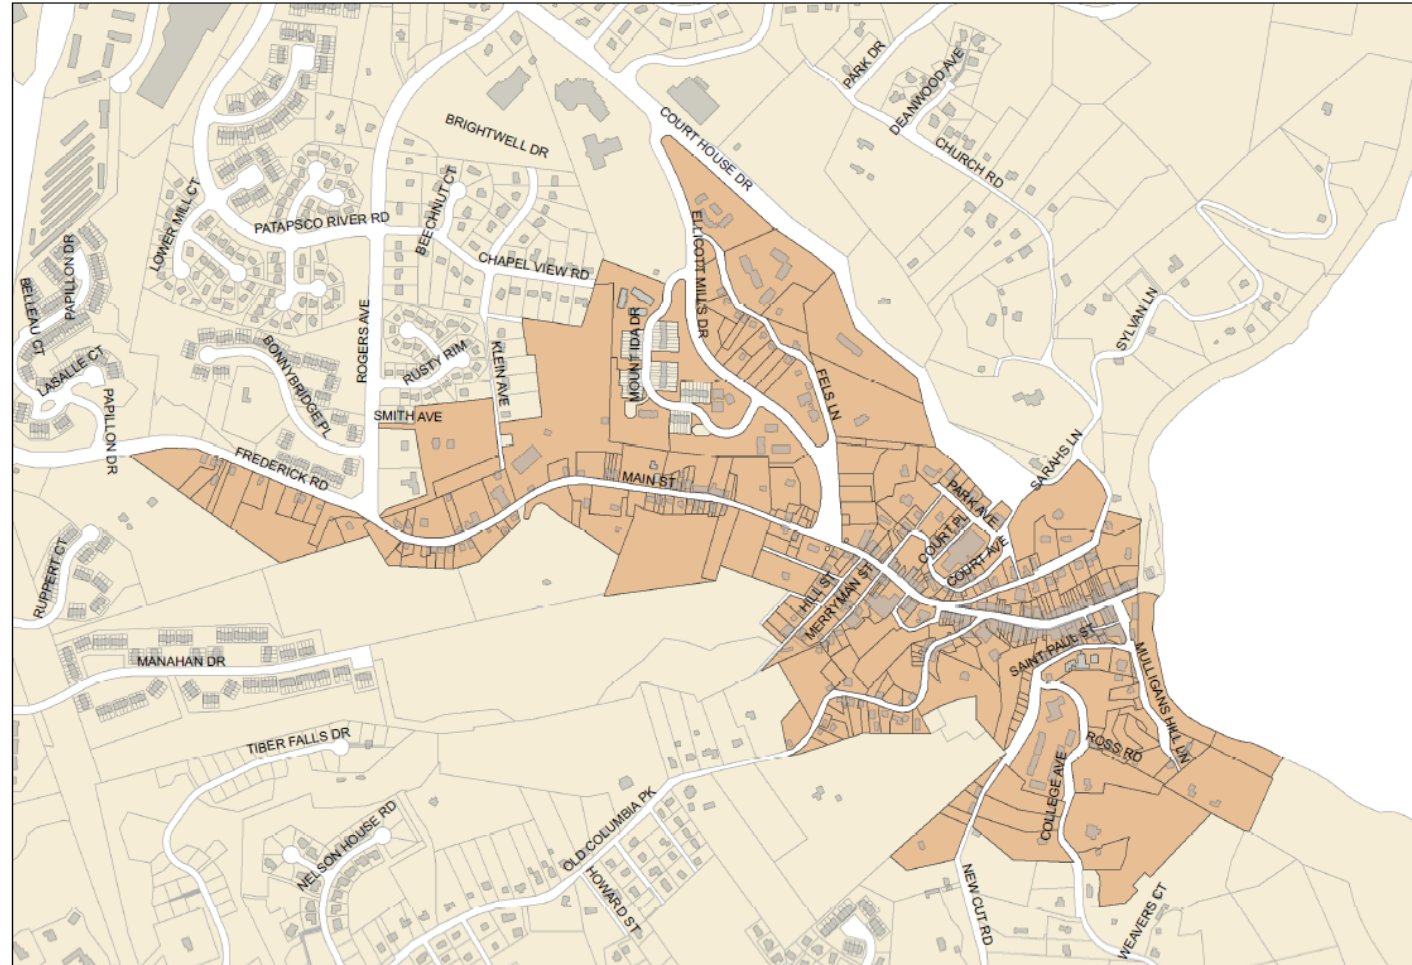 PARK DR
DEANWOOD AVE
BRIGHTWELL DR
COURT HOUSE DR
CHURCH RD
LOWER MILL CT
PATAPSCO RIVER RD
BEECHNUT CT
ELLICOTT MILLS DR
CHAPEL VIEW RD
PAPILLON DR
BELLEAU CT
ROGERS AVE
MOUNT IDA DR
SYLVAN LN
BONNYBRIDGE PL
RUSTY RIM
KLEIN AVE
LASALLE CT
FELS LN
SMITH AVE
PAPILLON DR
FREDERICK RD
MAIN ST
SARAHS LN
PARK AVE
COURT PL
COURT AVE
RUPPERT CT
HILL ST
MERRYMAN ST
SAINT PAUL ST
MANAHAN DR
MULLIGANS HILL LN
TIBER FALLS DR
ROSS RD
COLLEGE AVE
NELSON HOUSE RD
OLD COLUMBIA PK
HOWARD ST
NEW CUT RD
WEAVERS CT